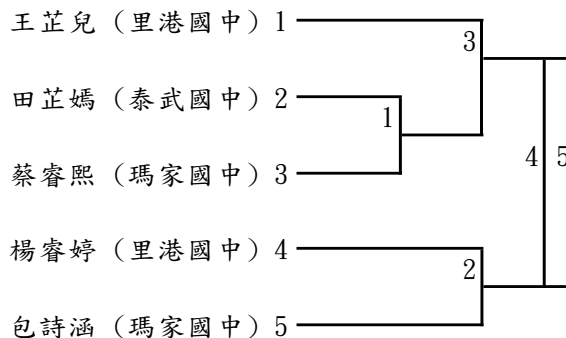 王芷兒（里港國中）1
3
田芷嫣（泰武國中）2
1
蔡睿熙（瑪家國中）3
4 5
楊睿婷（里港國中）4
2
包詩涵（瑪家國中）5